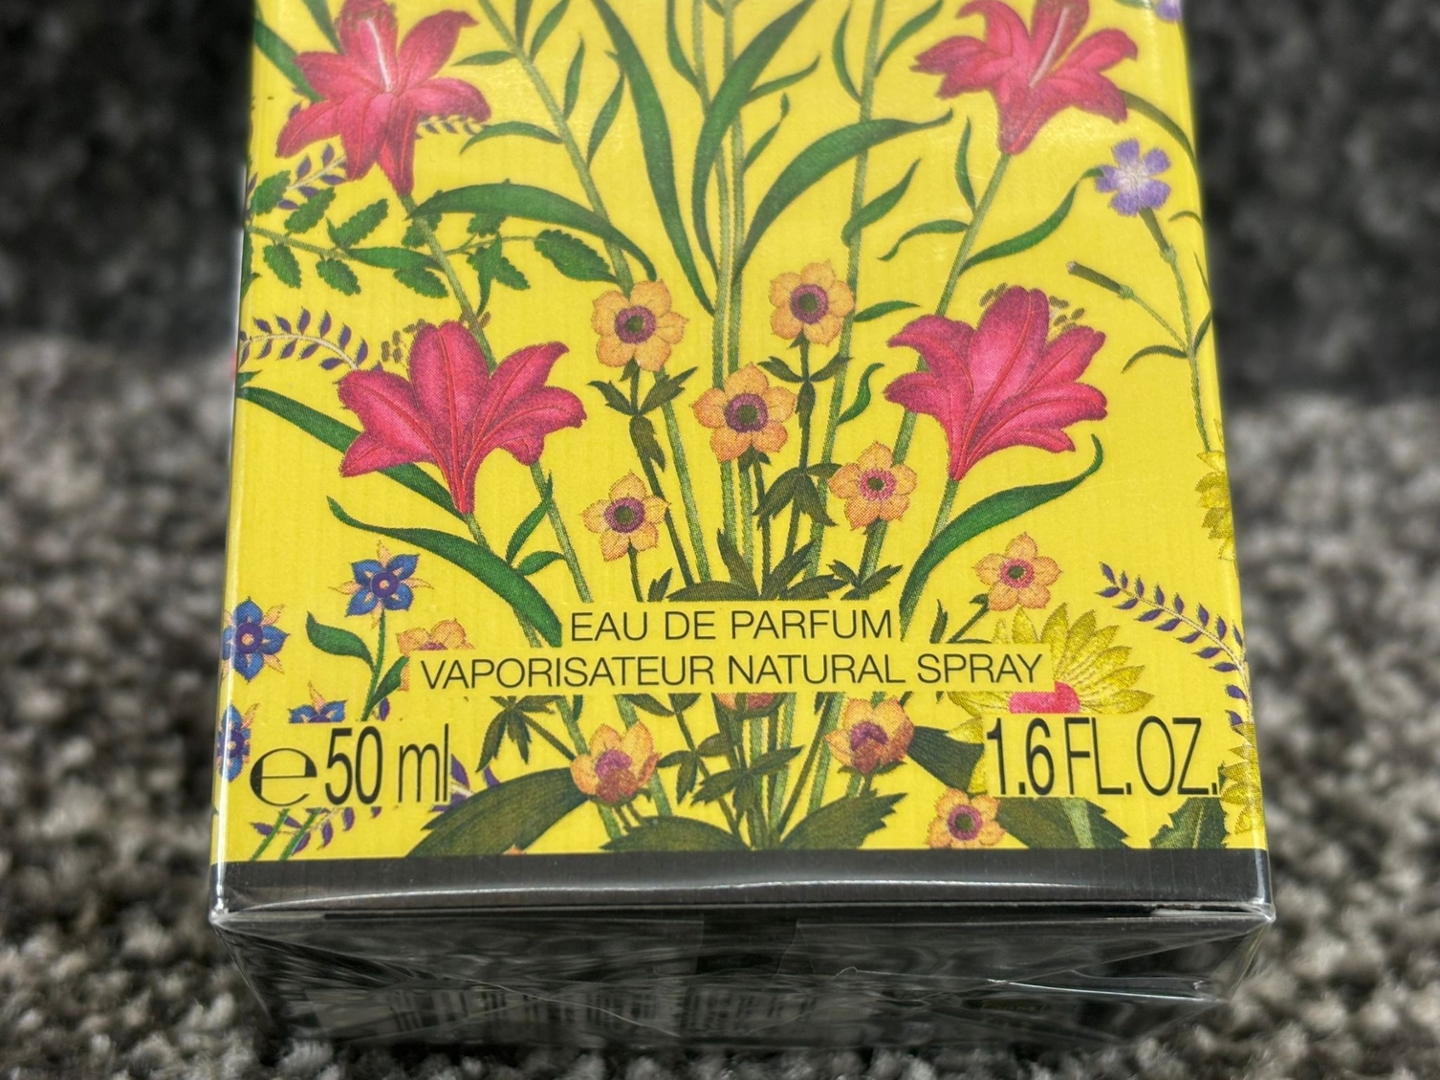 EAU DE PARFUM
VAPORISATEUR NATURAL SPRAY
℮ 50 ml 1.6 FL. OZ.